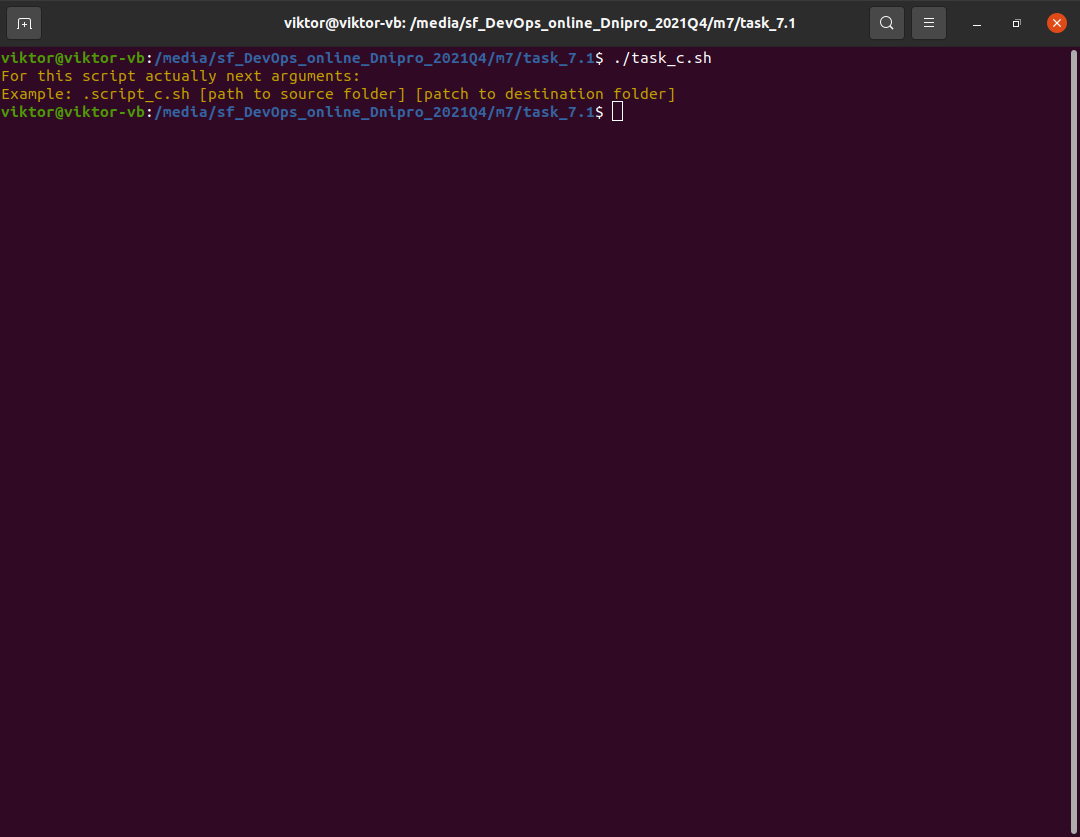 viktor@viktor-vb: /media/sf_DevOps_online_Dnipro_2021Q4/m7/task_7.1
viktor@viktor-vb:/media/sf_DevOps_online_Dnipro_2021Q4/m7/task_7.1$ ./task_c.sh
For this script actually next arguments:
Example: .script_c.sh [path to source folder] [patch to destination folder]
viktor@viktor-vb:/media/sf_DevOps_online_Dnipro_2021Q4/m7/task_7.1$